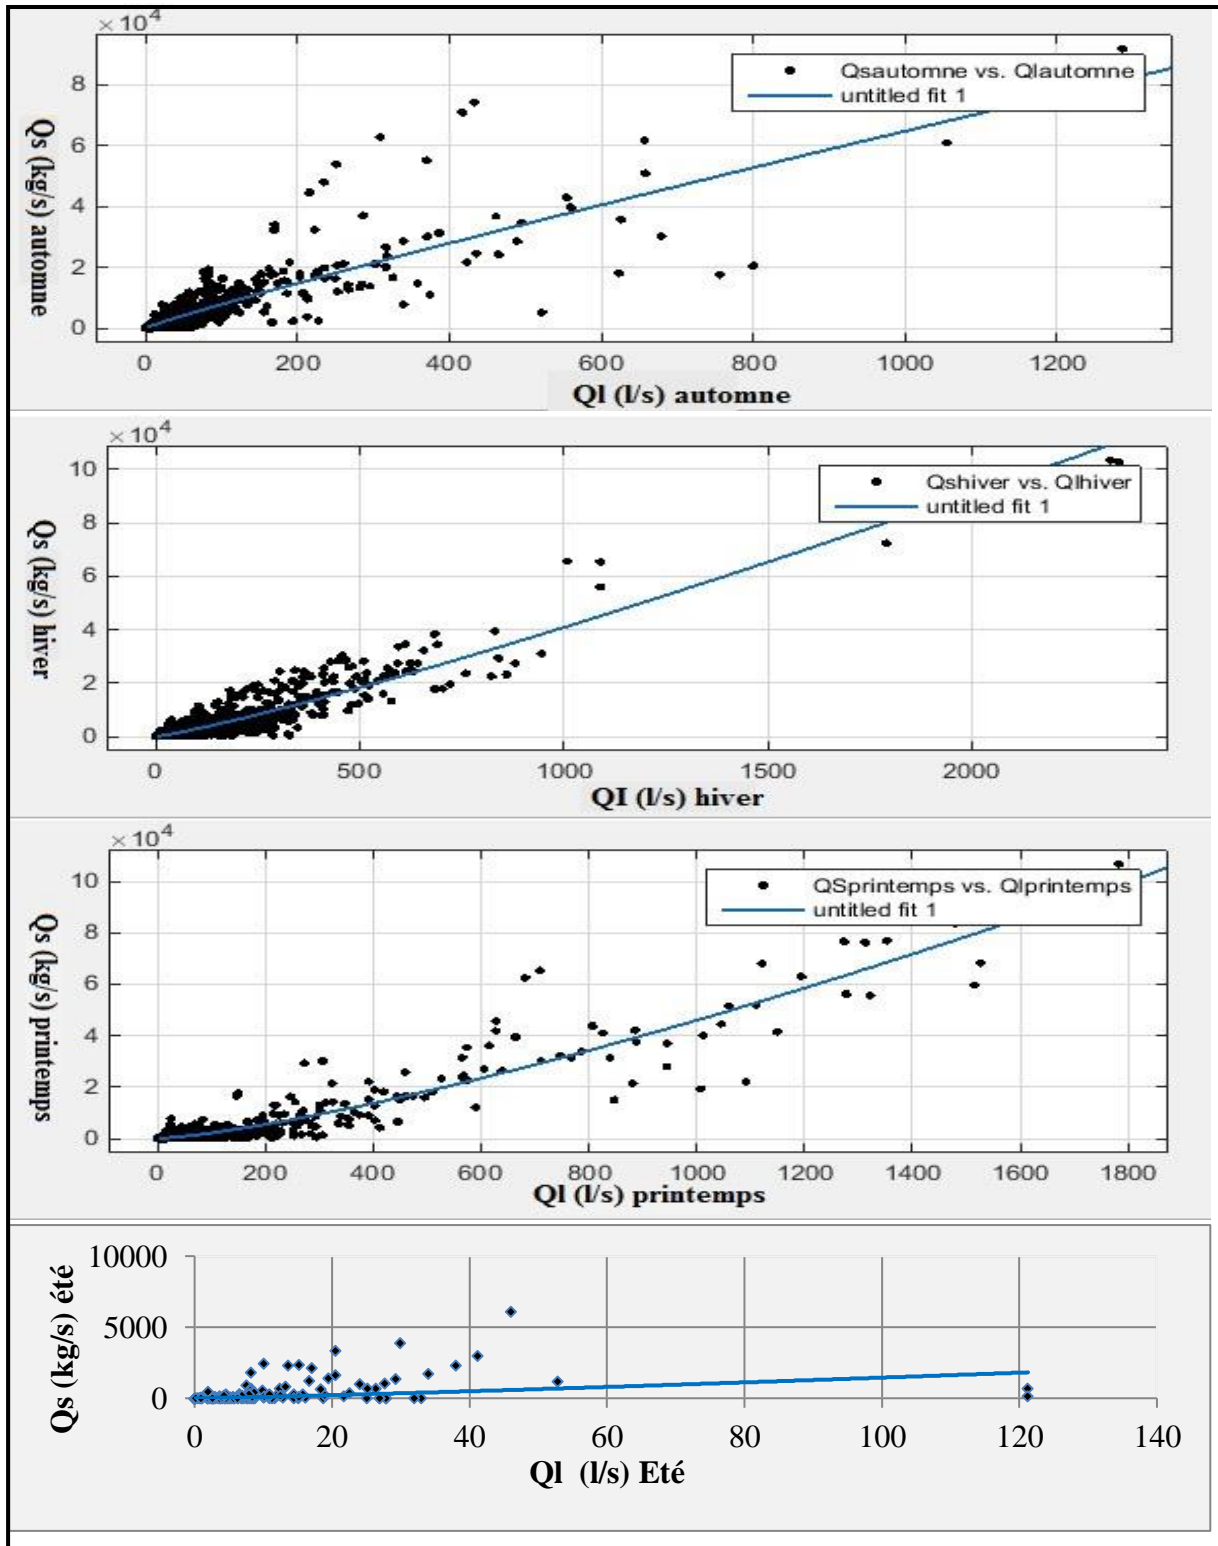 ×10⁴
8
6
4
2
0
Qs (kg/s) automne
Qsautomne vs. Qlautomne
untitled fit 1
0 200 400 600 800 1000 1200
Ql (l/s) automne
×10⁴
10
8
6
4
2
0
Qs (kg/s) hiver
Qshiver vs. Qlhiver
untitled fit 1
0 500 1000 1500 2000
QI (l/s) hiver
×10⁴
10
8
6
4
2
0
Qs (kg/s) printemps
QSprintemps vs. Qlprintemps
untitled fit 1
0 200 400 600 800 1000 1200 1400 1600 1800
Ql (l/s) printemps
10000
5000
0
Qs (kg/s) été
0 20 40 60 80 100 120 140
Ql (l/s) Eté